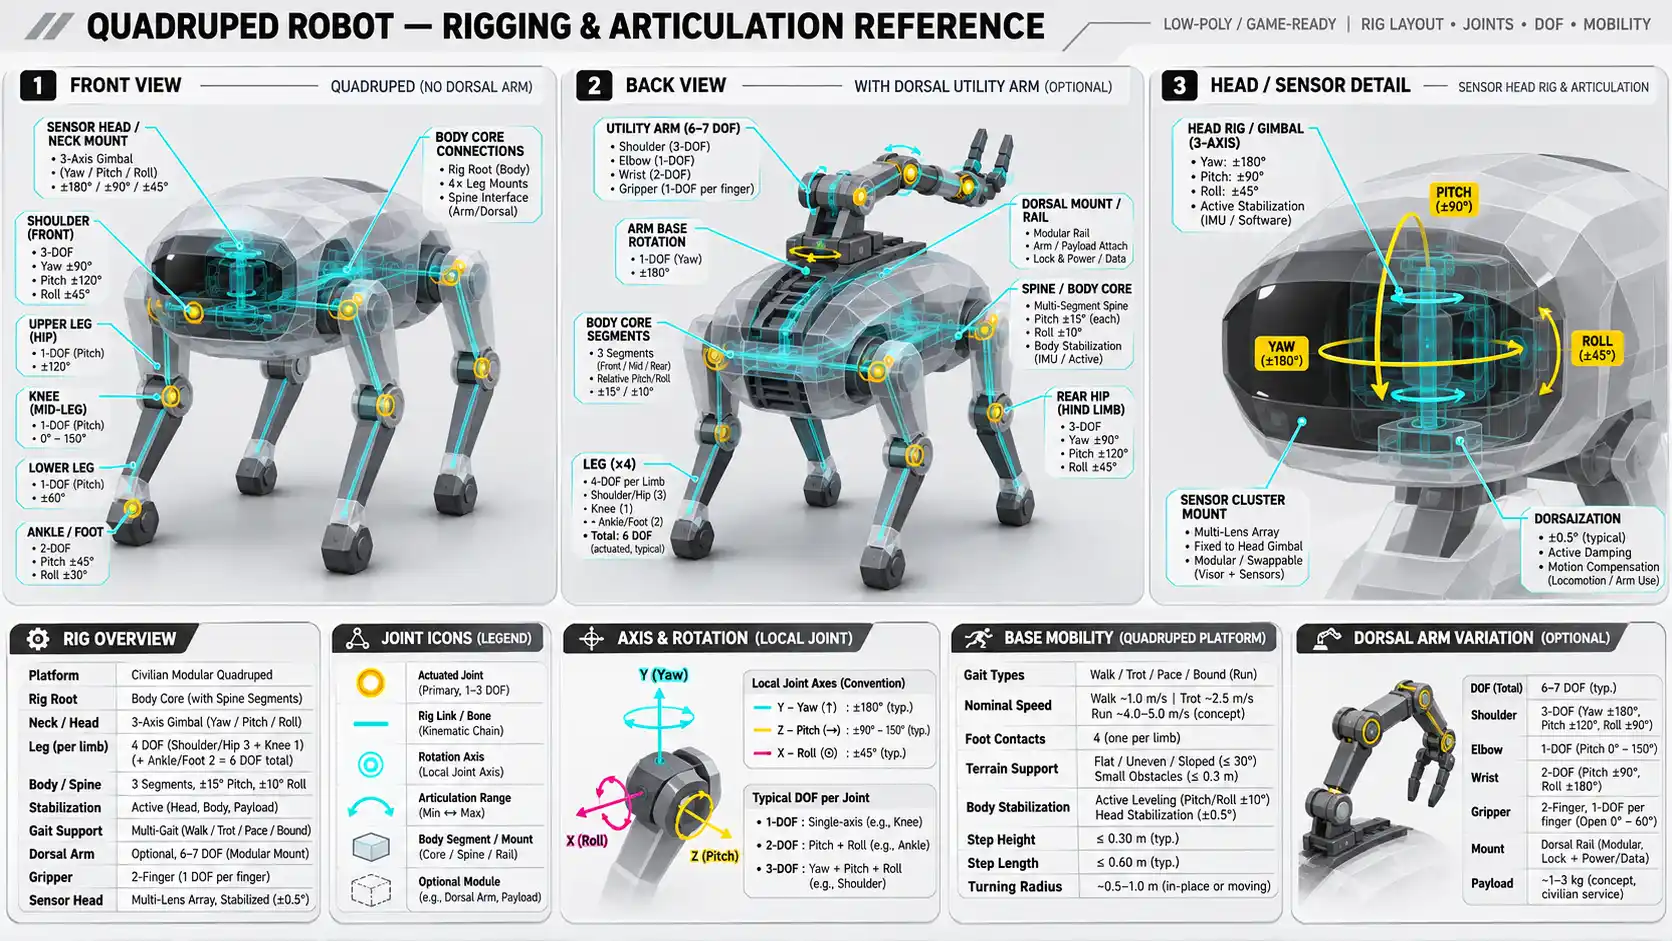 QUADRUPED ROBOT — RIGGING & ARTICULATION REFERENCE
LOW-POLY / GAME-READY | RIG LAYOUT • JOINTS • DOF • MOBILITY
1 FRONT VIEW
QUADRUPED (NO DORSAL ARM)
SENSOR HEAD /
NECK MOUNT
• 3-Axis Gimbal
• (Yaw / Pitch / Roll)
• ±180° / ±90° / ±45°
BODY CORE
CONNECTIONS
• Rig Root (Body)
• 4× Leg Mounts
• Spine Interface
(Arm/Dorsal)
SHOULDER
(FRONT)
• 3-DOF
• Yaw ±90°
• Pitch ±120°
• Roll ±45°
UPPER LEG
(HIP)
• 1-DOF (Pitch)
• ±120°
KNEE
(MID-LEG)
• 1-DOF (Pitch)
• 0° – 150°
LOWER LEG
• 1-DOF (Pitch)
• ±60°
ANKLE / FOOT
• 2-DOF
• Pitch ±45°
• Roll ±30°
2 BACK VIEW
WITH DORSAL UTILITY ARM (OPTIONAL)
UTILITY ARM (6–7 DOF)
• Shoulder (3-DOF)
• Elbow (1-DOF)
• Wrist (2-DOF)
• Gripper (1-DOF per finger)
ARM BASE
ROTATION
• 1-DOF (Yaw)
• ±180°
DORSAL MOUNT /
RAIL
• Modular Rail
• Arm / Payload Attach
• Lock & Power / Data
BODY CORE
SEGMENTS
• 3 Segments
(Front / Mid / Rear)
• Relative Pitch/Roll
• ±15° / ±10°
SPINE / BODY CORE
• Multi-Segment Spine
• Pitch ±15° (each)
• Roll ±10°
• Body Stabilization
(IMU / Active)
REAR HIP
(HIND LIMB)
• 3-DOF
• Yaw ±90°
• Pitch ±120°
• Roll ±45°
LEG (×4)
• 4-DOF per Limb
• Shoulder/Hip (3)
• Knee (1)
• - Ankle/Foot (2)
• Total: 6 DOF
(actuated, typical)
3 HEAD / SENSOR DETAIL
SENSOR HEAD RIG & ARTICULATION
HEAD RIG / GIMBAL
(3-AXIS)
• Yaw: ±180°
• Pitch: ±90°
• Roll: ±45°
• Active Stabilization
(IMU / Software)
PITCH
(±90°)
YAW
(±180°)
ROLL
(±45°)
SENSOR CLUSTER
MOUNT
• Multi-Lens Array
• Fixed to Head Gimbal
• Modular / Swappable
(Visor + Sensors)
DORSAIZATION
• ±0.5° (typical)
• Active Damping
• Motion Compensation
(Locomotion / Arm Use)
RIG OVERVIEW
Platform Civilian Modular Quadruped
Rig Root Body Core (with Spine Segments)
Neck / Head 3-Axis Gimbal (Yaw / Pitch / Roll)
Leg (per limb) 4 DOF (Shoulder/Hip 3 + Knee 1)
(+ Ankle/Foot 2 = 6 DOF total)
Body / Spine 3 Segments, ±15° Pitch, ±10° Roll
Stabilization Active (Head, Body, Payload)
Gait Support Multi-Gait (Walk / Trot / Pace / Bound)
Dorsal Arm Optional, 6–7 DOF (Modular Mount)
Gripper 2-Finger (1 DOF per finger)
Sensor Head Multi-Lens Array, Stabilized (±0.5°)
JOINT ICONS (LEGEND)
Actuated Joint
(Primary, 1–3 DOF)
Rig Link / Bone
(Kinematic Chain)
Rotation Axis
(Local Joint Axis)
Articulation Range
(Min ↔ Max)
Body Segment / Mount
(Core / Spine / Rail)
Optional Module
(e.g., Dorsal Arm, Payload)
AXIS & ROTATION (LOCAL JOINT)
Y (Yaw)
X (Roll)
Z (Pitch)
Local Joint Axes (Convention)
Y – Yaw (↑) : ±180° (typ.)
Z – Pitch (→) : ±90° – 150° (typ.)
X – Roll (⊙) : ±45° (typ.)
Typical DOF per Joint
• 1-DOF : Single-axis (e.g., Knee)
• 2-DOF : Pitch + Roll (e.g., Ankle)
• 3-DOF : Yaw + Pitch + Roll
(e.g., Shoulder)
BASE MOBILITY (QUADRUPED PLATFORM)
Gait Types Walk / Trot / Pace / Bound (Run)
Nominal Speed Walk ~1.0 m/s | Trot ~2.5 m/s
Run ~4.0–5.0 m/s (concept)
Foot Contacts 4 (one per limb)
Terrain Support Flat / Uneven / Sloped (≤ 30°)
Small Obstacles (≤ 0.3 m)
Body Stabilization Active Leveling (Pitch/Roll ±10°)
Head Stabilization (±0.5°)
Step Height ≤ 0.30 m (typ.)
Step Length ≤ 0.60 m (typ.)
Turning Radius ~0.5–1.0 m (in-place or moving)
DORSAL ARM VARIATION (OPTIONAL)
DOF (Total) 6–7 DOF (typ.)
Shoulder 3-DOF (Yaw ±180°,
Pitch ±120°, Roll ±90°)
Elbow 1-DOF (Pitch 0° – 150°)
Wrist 2-DOF (Pitch ±90°,
Roll ±180°)
Gripper 2-Finger, 1-DOF per
finger (Open 0° – 60°)
Mount Dorsal Rail (Modular,
Lock + Power/Data)
Payload ~1–3 kg (concept,
civilian service)